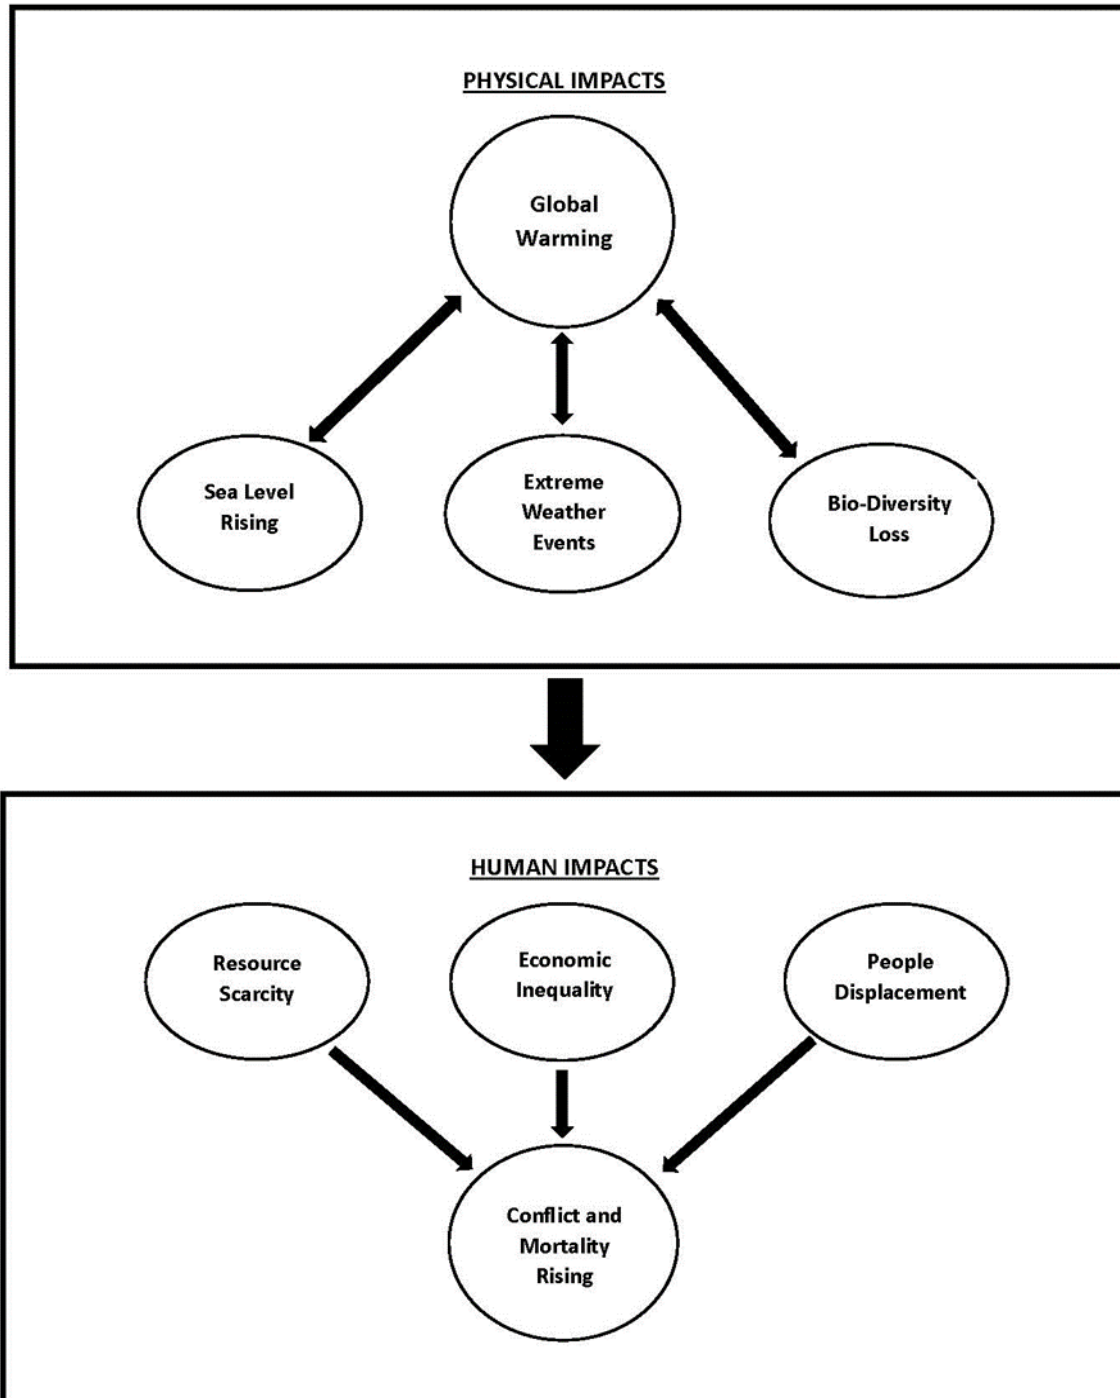 PHYSICAL IMPACTS
Global
Warming
Sea Level
Rising
Extreme
Weather
Events
Bio-Diversity
Loss
HUMAN IMPACTS
Resource
Scarcity
Economic
Inequality
People
Displacement
Conflict and
Mortality
Rising